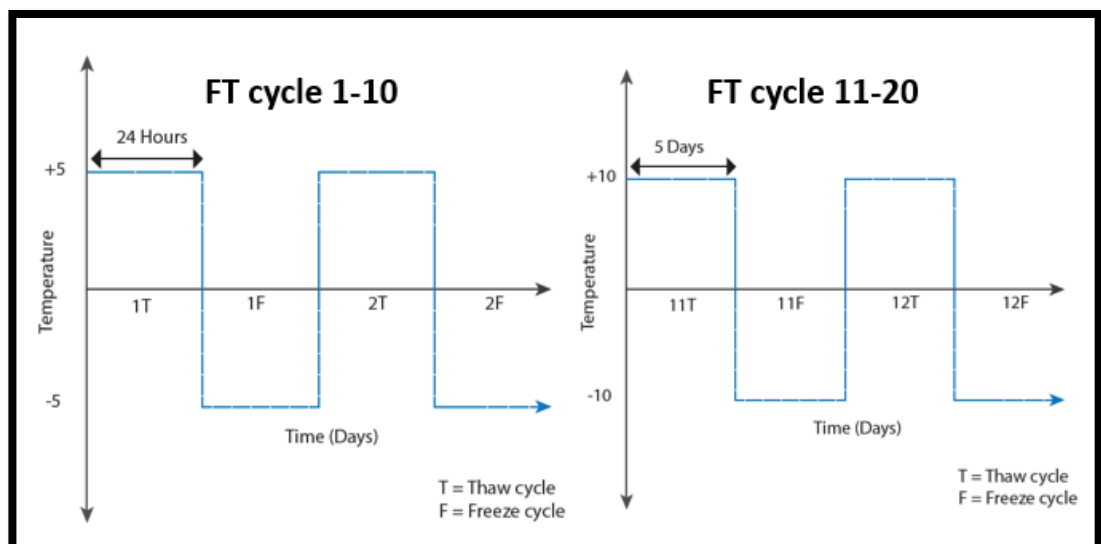 FT cycle 1-10
24 Hours
+5
Temperature
1T 1F 2T 2F
-5
Time (Days)
T = Thaw cycle
F = Freeze cycle
FT cycle 11-20
5 Days
+10
Temperature
11T 11F 12T 12F
-10
Time (Days)
T = Thaw cycle
F = Freeze cycle